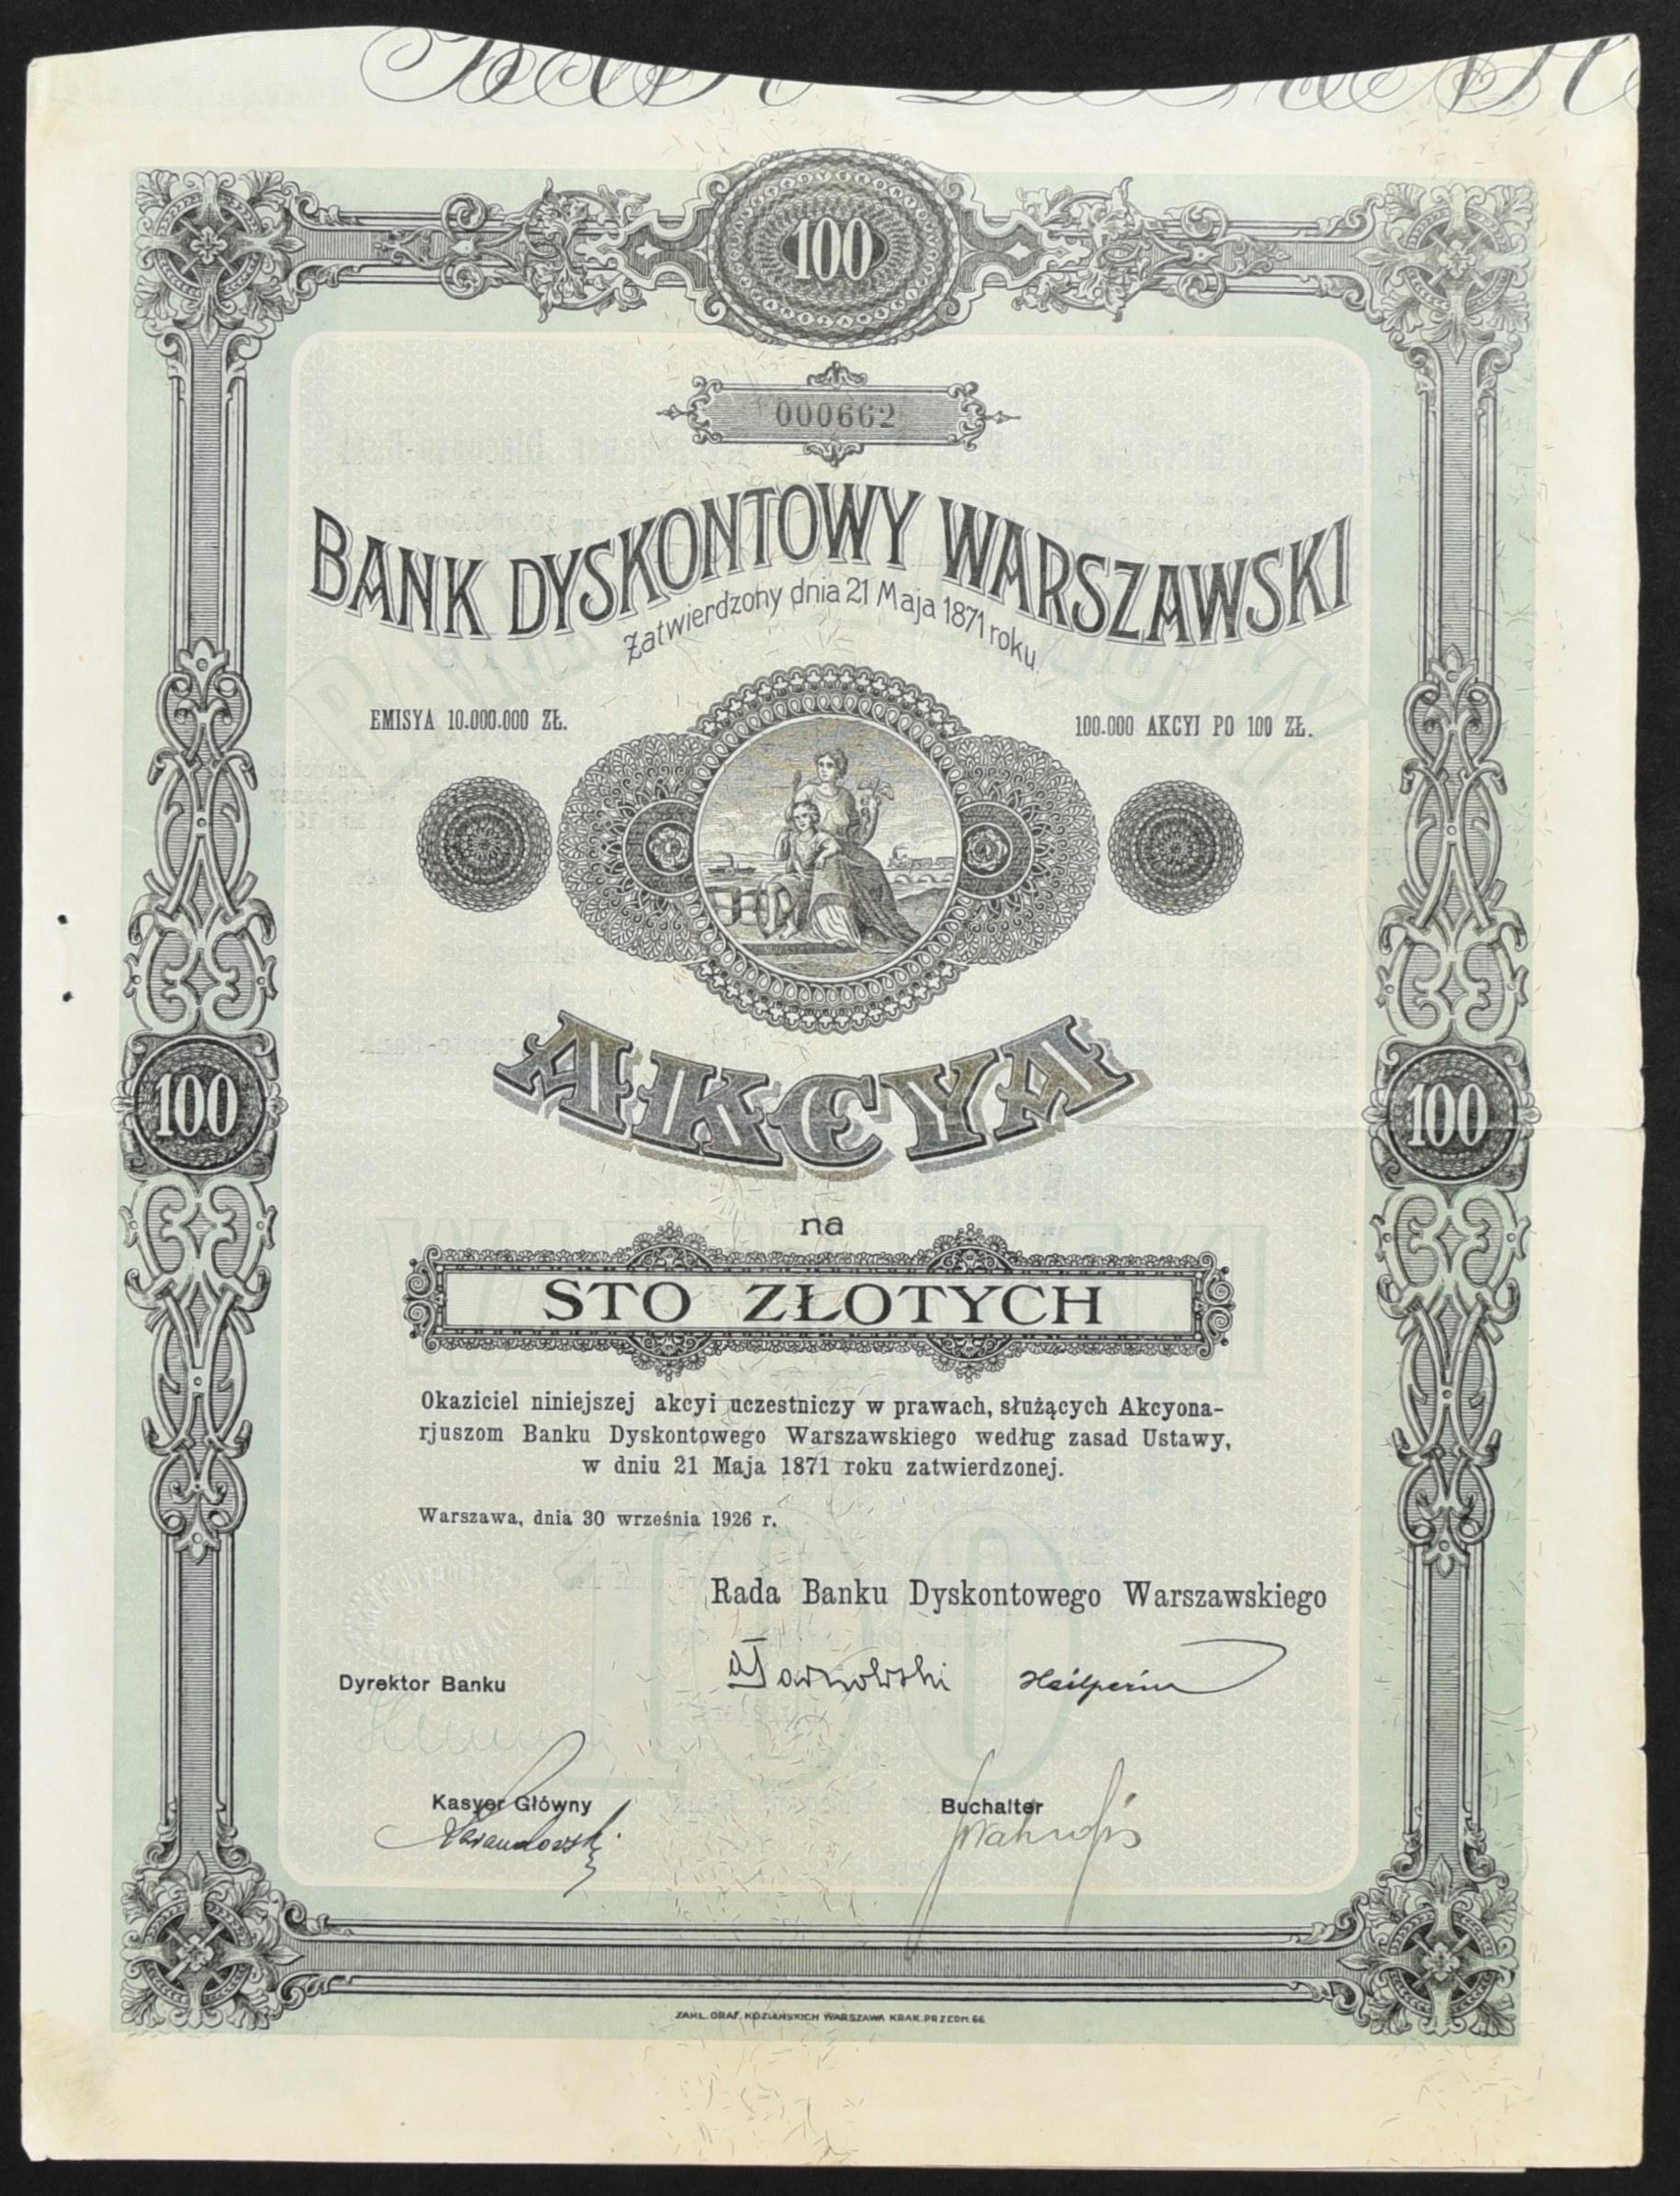 100
000662
BANK DYSKONTOWY WARSZAWSKI
Zatwierdzony dnia 21 Maja 1871 roku.
EMISYA 10.000.000 ZŁ.
100.000 AKCYJ PO 100 ZŁ.
AKCYA
100
100
na
STO ZŁOTYCH
Okaziciel niniejszej akcyi uczestniczy w prawach, służących Akcyona-
rjuszom Banku Dyskontowego Warszawskiego według zasad Ustawy,
w dniu 21 Maja 1871 roku zatwierdzonej.
Warszawa, dnia 30 września 1926 r.
100
Rada Banku Dyskontowego Warszawskiego
Dyrektor Banku
Heilperin
Kasyer Główny
Buchalter
ZAKŁ. GRAF. KOZIAŃSKICH WARSZAWA KRAK. PRZEDM. 66